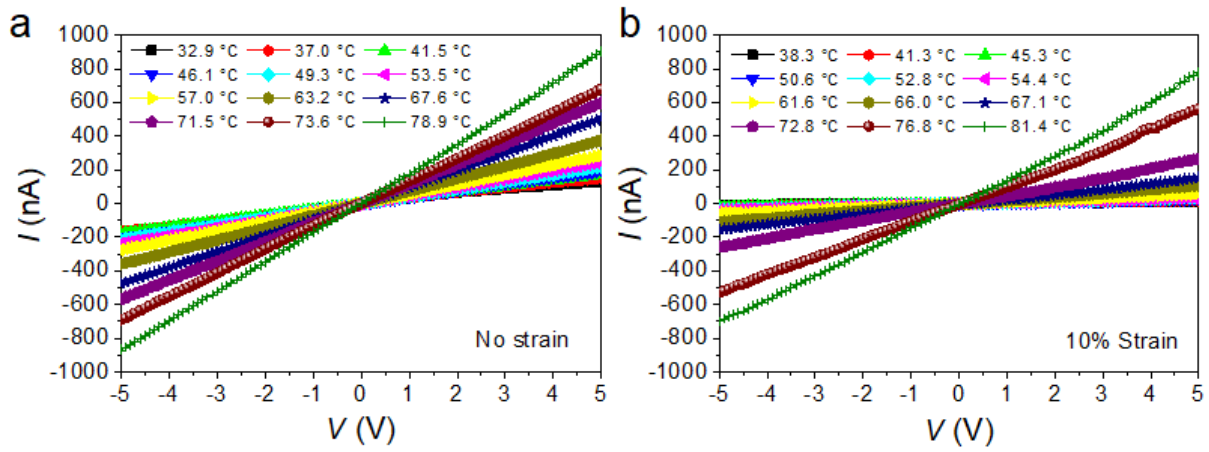 a
1000
800
600
400
200
0
-200
-400
-600
-800
-1000
I (nA)
32.9 °C 37.0 °C 41.5 °C
46.1 °C 49.3 °C 53.5 °C
57.0 °C 63.2 °C 67.6 °C
71.5 °C 73.6 °C 78.9 °C
No strain
-5 -4 -3 -2 -1 0 1 2 3 4 5
V (V)
b
1000
800
600
400
200
0
-200
-400
-600
-800
-1000
I (nA)
38.3 °C 41.3 °C 45.3 °C
50.6 °C 52.8 °C 54.4 °C
61.6 °C 66.0 °C 67.1 °C
72.8 °C 76.8 °C 81.4 °C
10% Strain
-5 -4 -3 -2 -1 0 1 2 3 4 5
V (V)